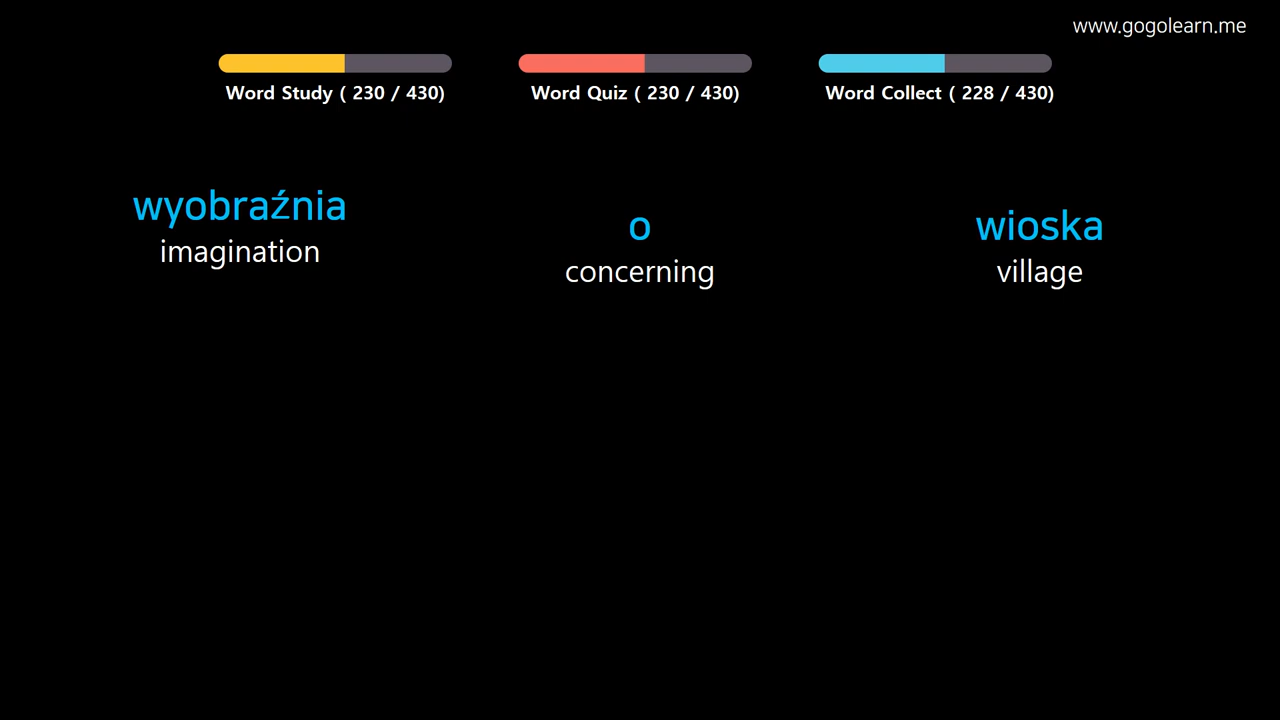 www.gogolearn.me
Word Study ( 230 / 430)
Word Quiz ( 230 / 430)
Word Collect ( 228 / 430)
wyobraźnia
imagination
o
concerning
wioska
village